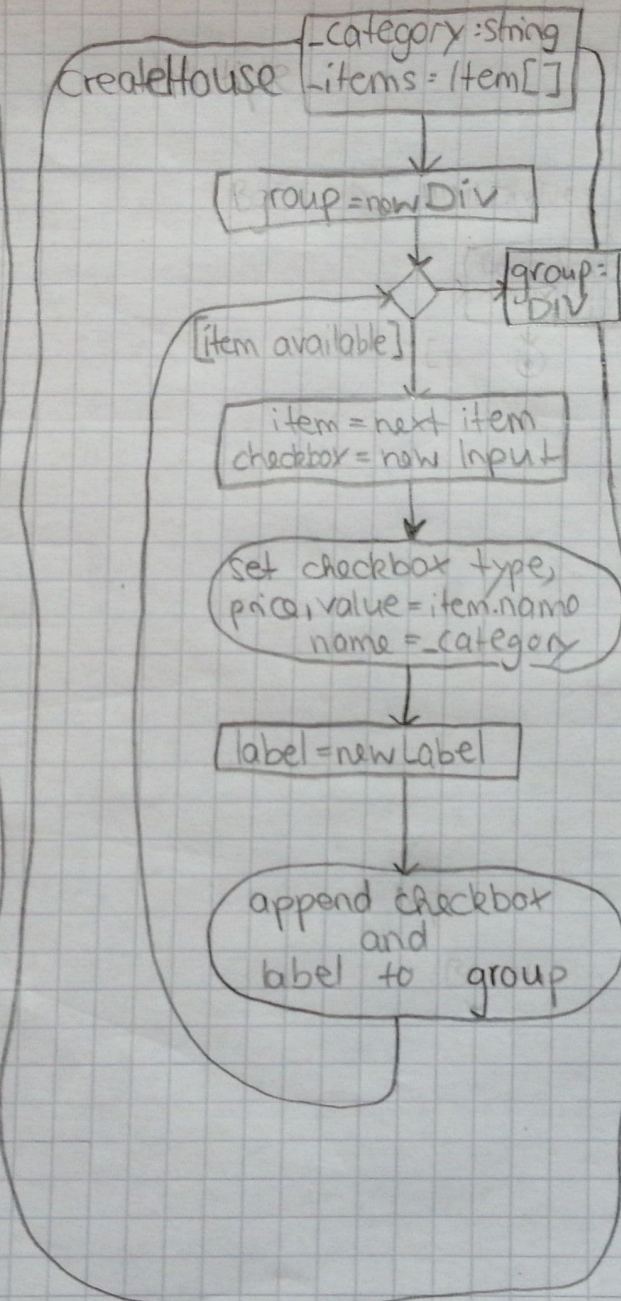 _category:string
CreateHouse
_items = Item[]
group = new Div
group:
DIV
[item available]
item = next item
checkbox = new Input
set checkbox type,
price, value = item.name
name = _category
label = new Label
append checkbox
and
label to group